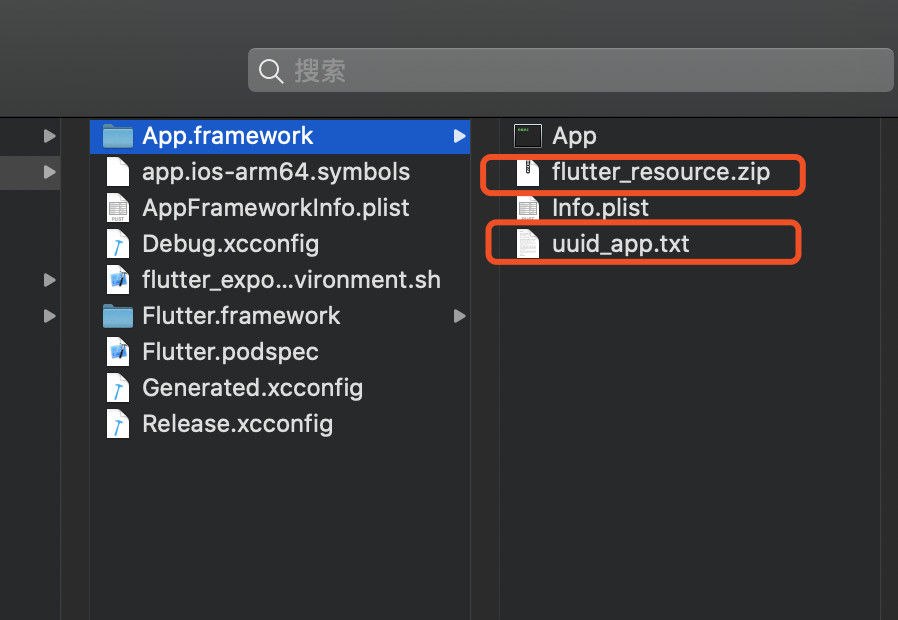 搜索
App.framework
app.ios-arm64.symbols
AppFrameworkInfo.plist
Debug.xcconfig
flutter_expo...vironment.sh
Flutter.framework
Flutter.podspec
Generated.xcconfig
Release.xcconfig
App
flutter_resource.zip
Info.plist
uuid_app.txt